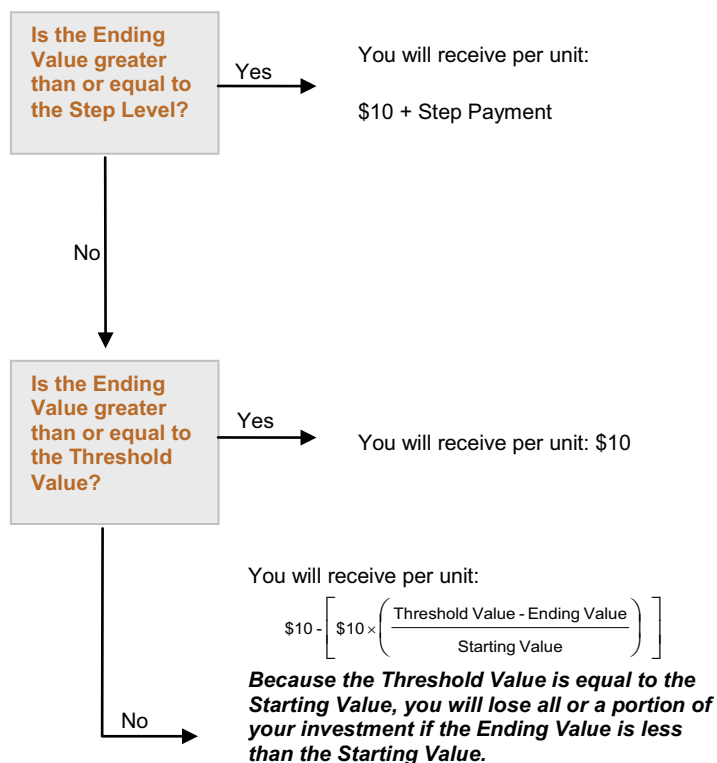 Is the Ending
Value greater
than or equal to
the Step Level?
Yes
You will receive per unit:
$10 + Step Payment
No
Is the Ending
Value greater
than or equal to
the Threshold
Value?
Yes
You will receive per unit: $10
You will receive per unit:
$10 - [ $10 × ( Threshold Value - Ending Value
Starting Value ) ]
Because the Threshold Value is equal to the
Starting Value, you will lose all or a portion of
your investment if the Ending Value is less
than the Starting Value.
No